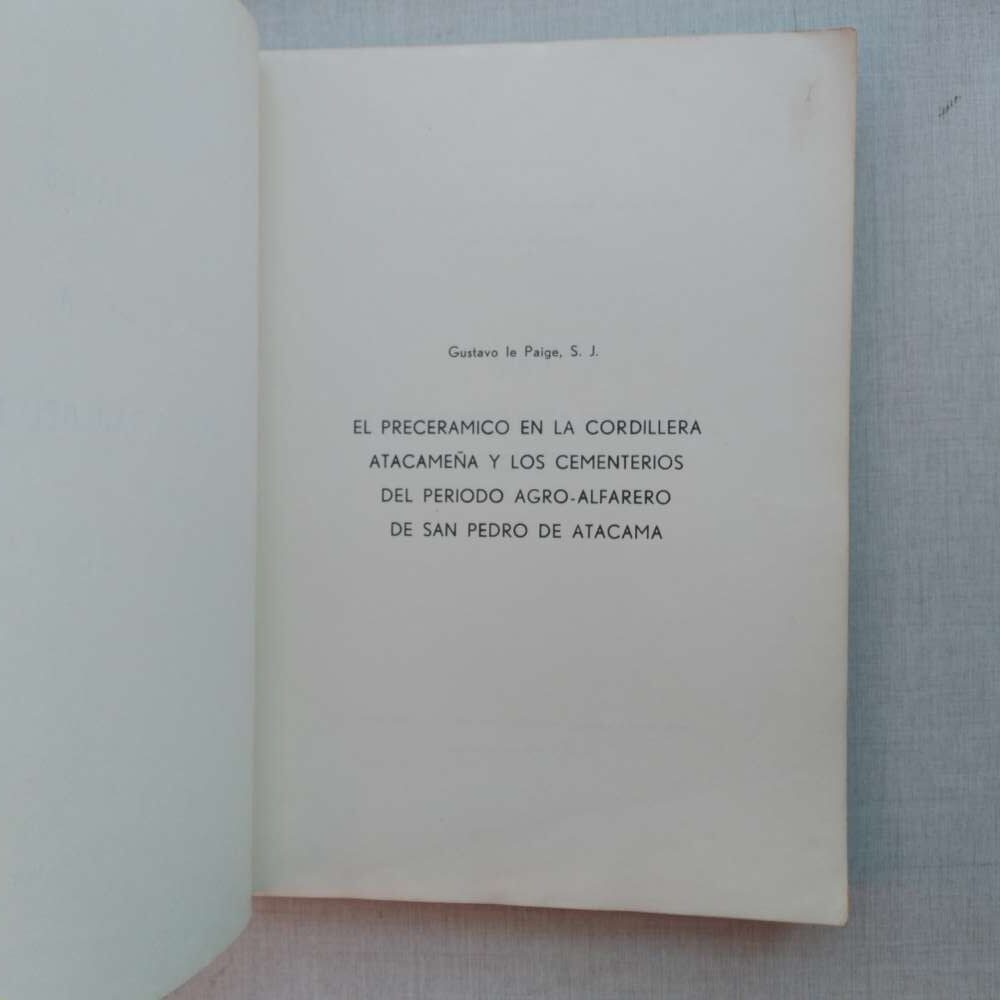 Gustavo le Paige, S. J.
EL PRECERAMICO EN LA CORDILLERA
ATACAMEÑA Y LOS CEMENTERIOS
DEL PERIODO AGRO-ALFARERO
DE SAN PEDRO DE ATACAMA